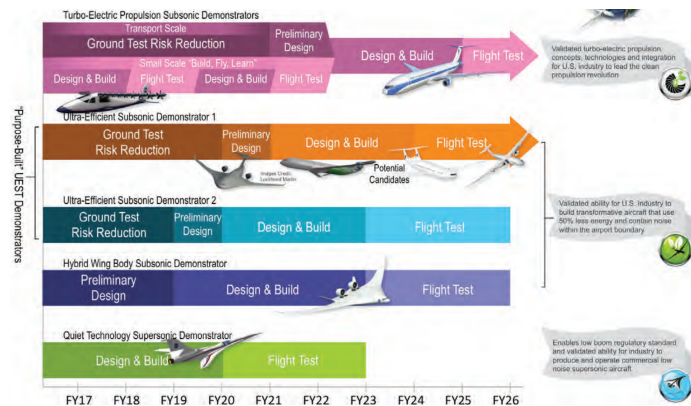 Turbo-Electric Propulsion Subsonic Demonstrators
Transport Scale
Ground Test Risk Reduction
Preliminary
Design
Design & Build
Flight Test
Small Scale "Build, Fly, Learn"
Design & Build
Flight Test
Design & Build
Flight Test
Validated turbo-electric propulsion
concepts, technologies and integration
for U.S. industry to lead the clean
propulsion revolution
"Purpose-Built" UEST Demonstrators
Ultra-Efficient Subsonic Demonstrator 1
Ground Test
Risk Reduction
Preliminary
Design
Design & Build
Flight Test
Images Credit:
Lockheed Martin
Potential
Candidates
Ultra-Efficient Subsonic Demonstrator 2
Ground Test
Risk Reduction
Preliminary
Design
Design & Build
Flight Test
Validated ability for U.S. Industry to
build transformative aircraft that use
50% less energy and contain noise
within the airport boundary
Hybrid Wing Body Subsonic Demonstrator
Preliminary
Design
Design & Build
Flight Test
Quiet Technology Supersonic Demonstrator
Design & Build
Flight Test
Enables low boom regulatory standard
and validated ability for industry to
produce and operate commercial low
noise supersonic aircraft
FY17 FY18 FY19 FY20 FY21 FY22 FY23 FY24 FY25 FY26